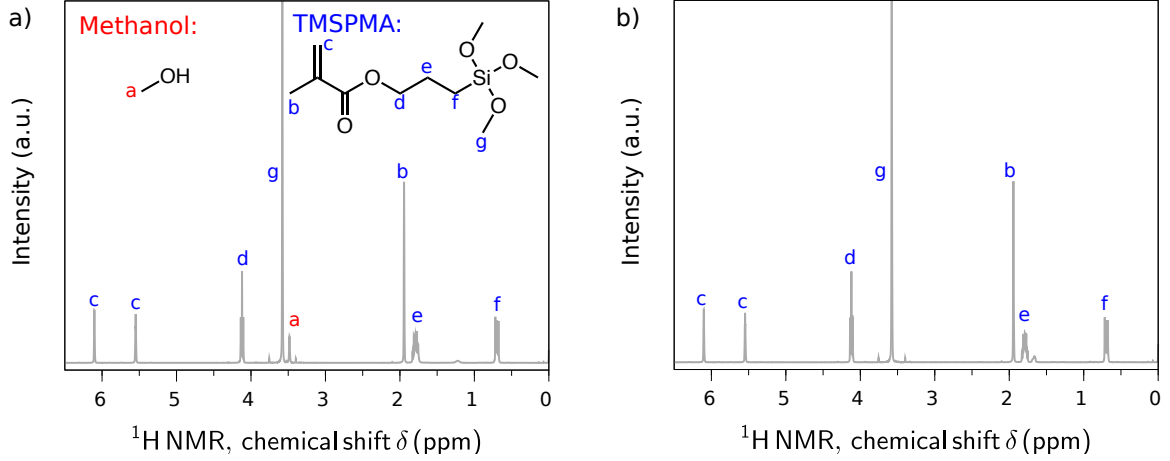 a)
Methanol:
TMSPMA:
a
OH
c
b
O
O
d
e
f
Si
O
O
O
g
Intensity (a.u.)
g
b
d
c
c
a
e
f
6
5
4
3
2
1
0
¹H NMR, chemical shift δ (ppm)
b)
Intensity (a.u.)
g
b
d
c
c
e
f
6
5
4
3
2
1
0
¹H NMR, chemical shift δ (ppm)